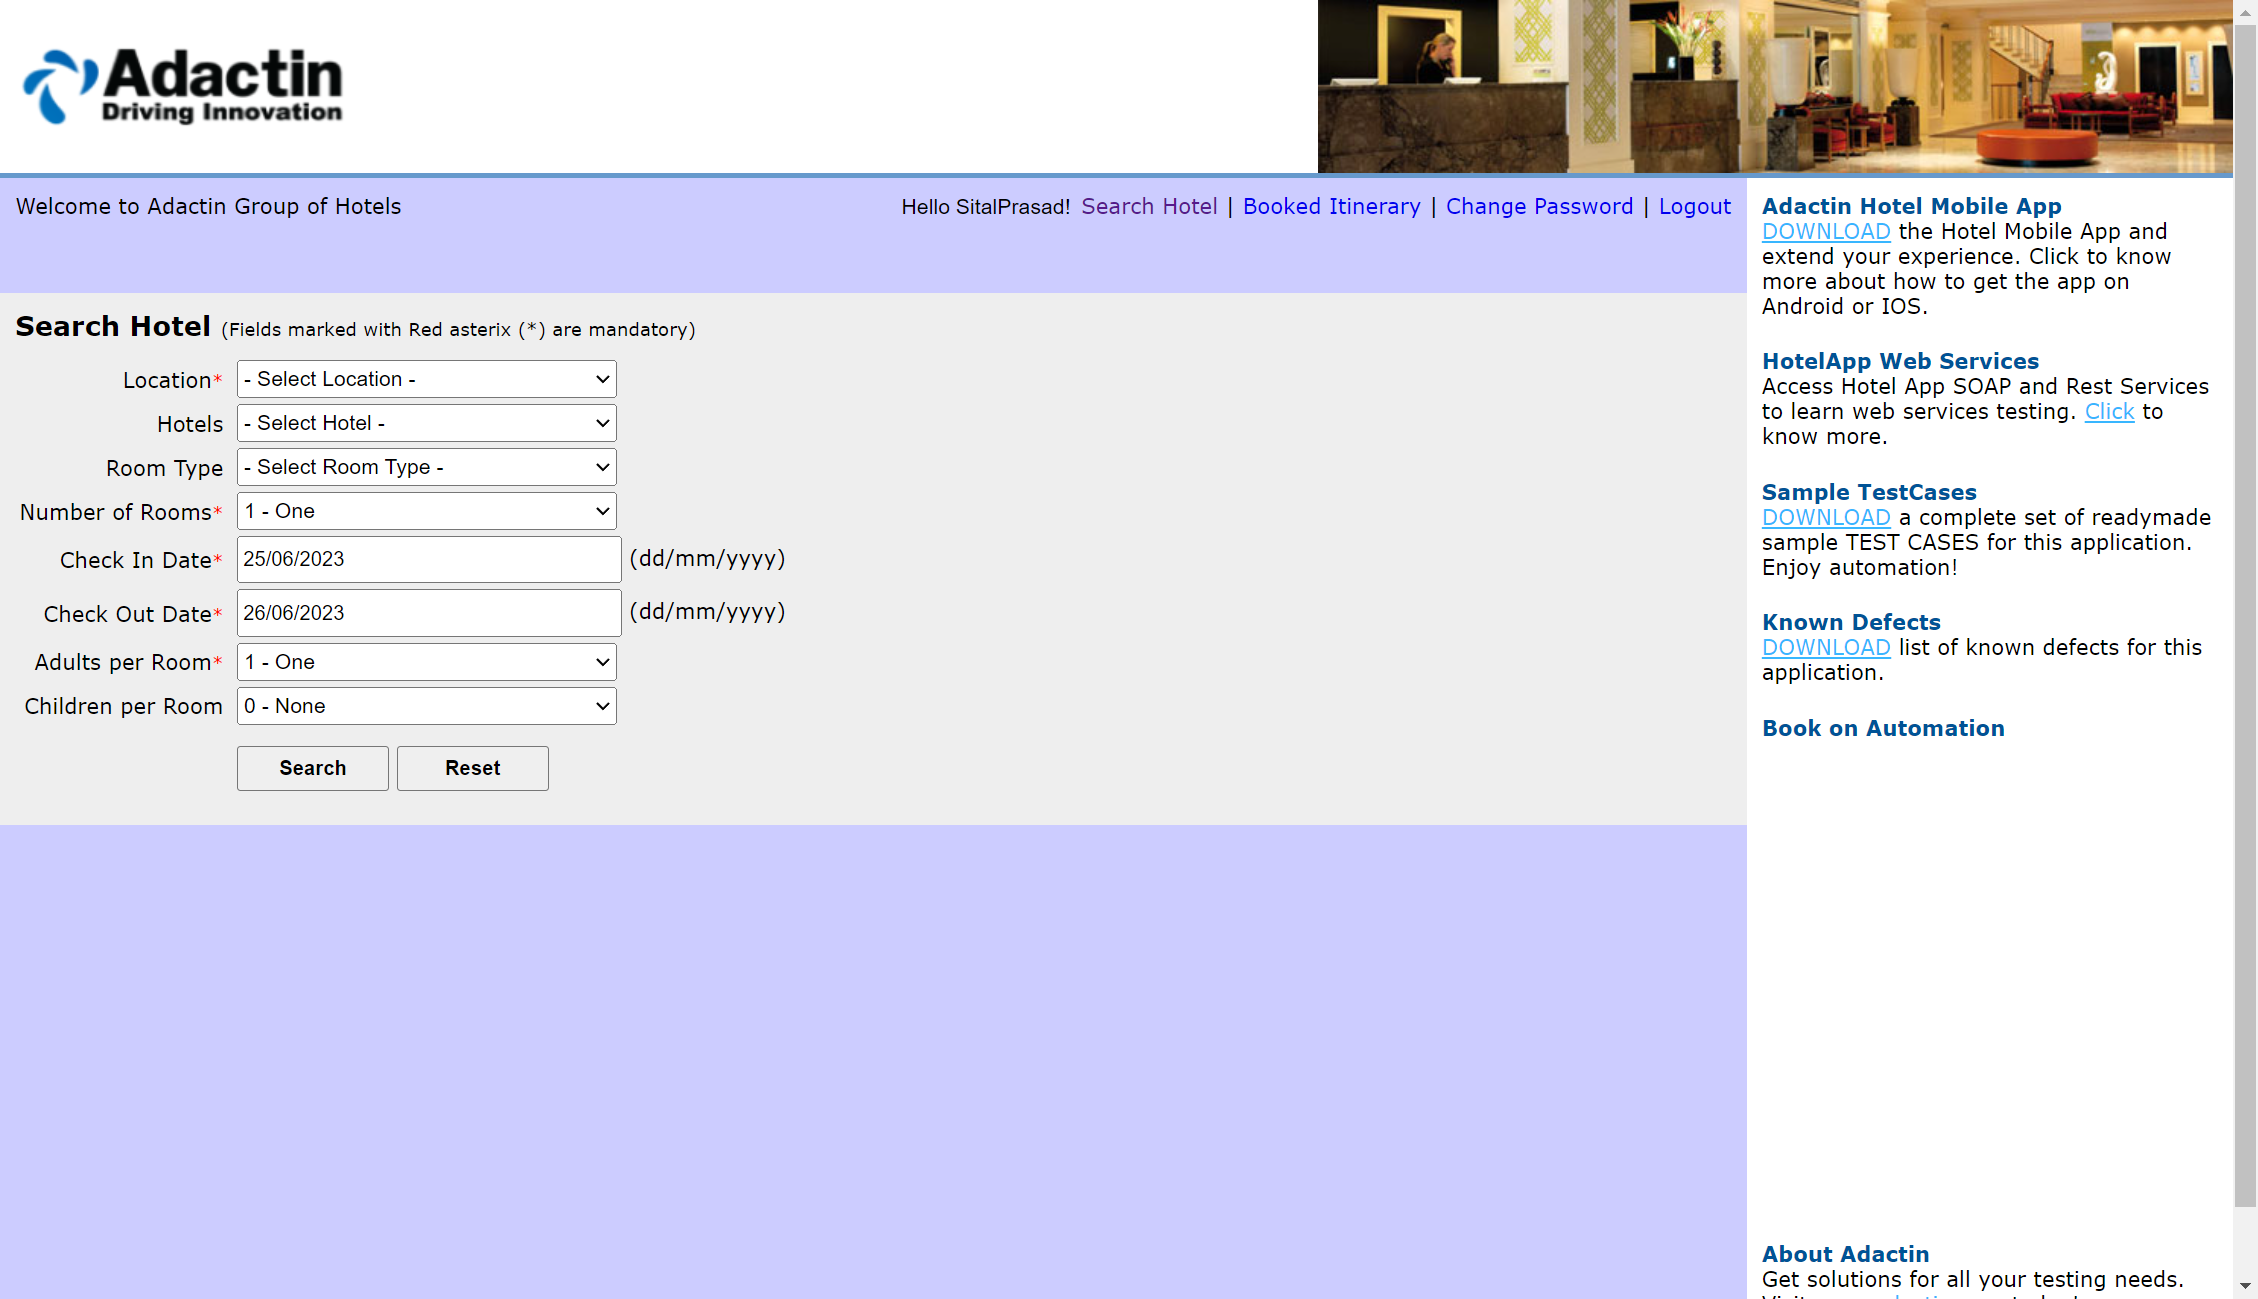 Adactin
Driving Innovation
Welcome to Adactin Group of Hotels
Hello SitalPrasad! Search Hotel | Booked Itinerary | Change Password | Logout
Search Hotel (Fields marked with Red asterix (*) are mandatory)
Location* - Select Location -
Hotels - Select Hotel -
Room Type - Select Room Type -
Number of Rooms* 1 - One
Check In Date* 25/06/2023 (dd/mm/yyyy)
Check Out Date* 26/06/2023 (dd/mm/yyyy)
Adults per Room* 1 - One
Children per Room 0 - None
Search Reset
Adactin Hotel Mobile App
DOWNLOAD the Hotel Mobile App and
extend your experience. Click to know
more about how to get the app on
Android or IOS.
HotelApp Web Services
Access Hotel App SOAP and Rest Services
to learn web services testing. Click to
know more.
Sample TestCases
DOWNLOAD a complete set of readymade
sample TEST CASES for this application.
Enjoy automation!
Known Defects
DOWNLOAD list of known defects for this
application.
Book on Automation
About Adactin
Get solutions for all your testing needs.